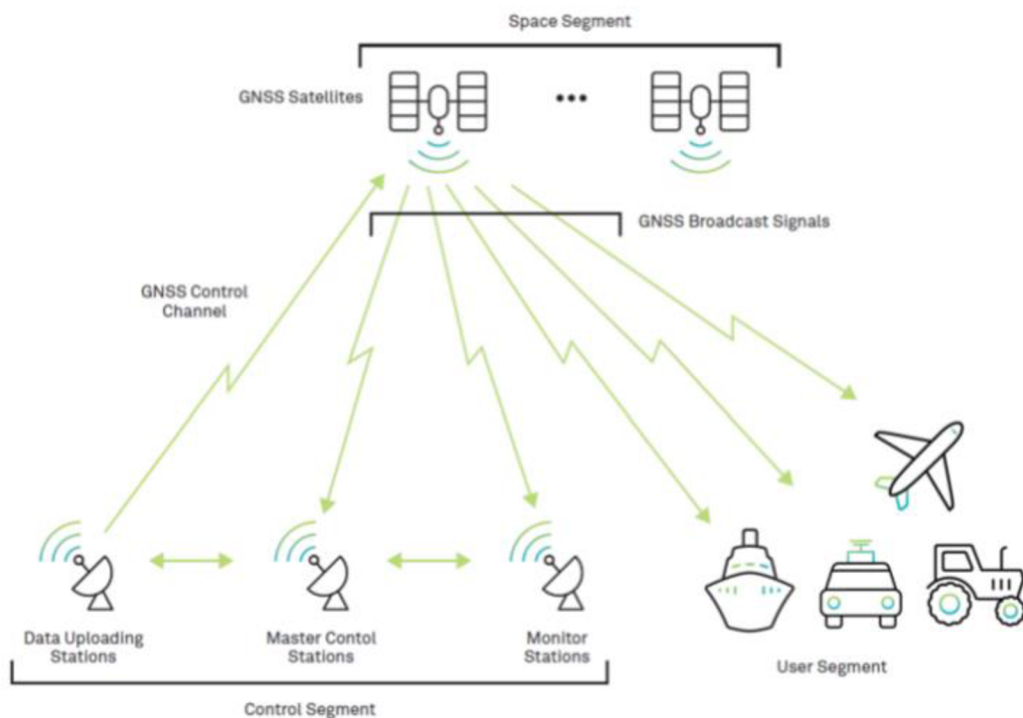 Space Segment
GNSS Satellites
GNSS Broadcast Signals
GNSS Control
Channel
Data Uploading
Stations
Master Contol
Stations
Monitor
Stations
User Segment
Control Segment